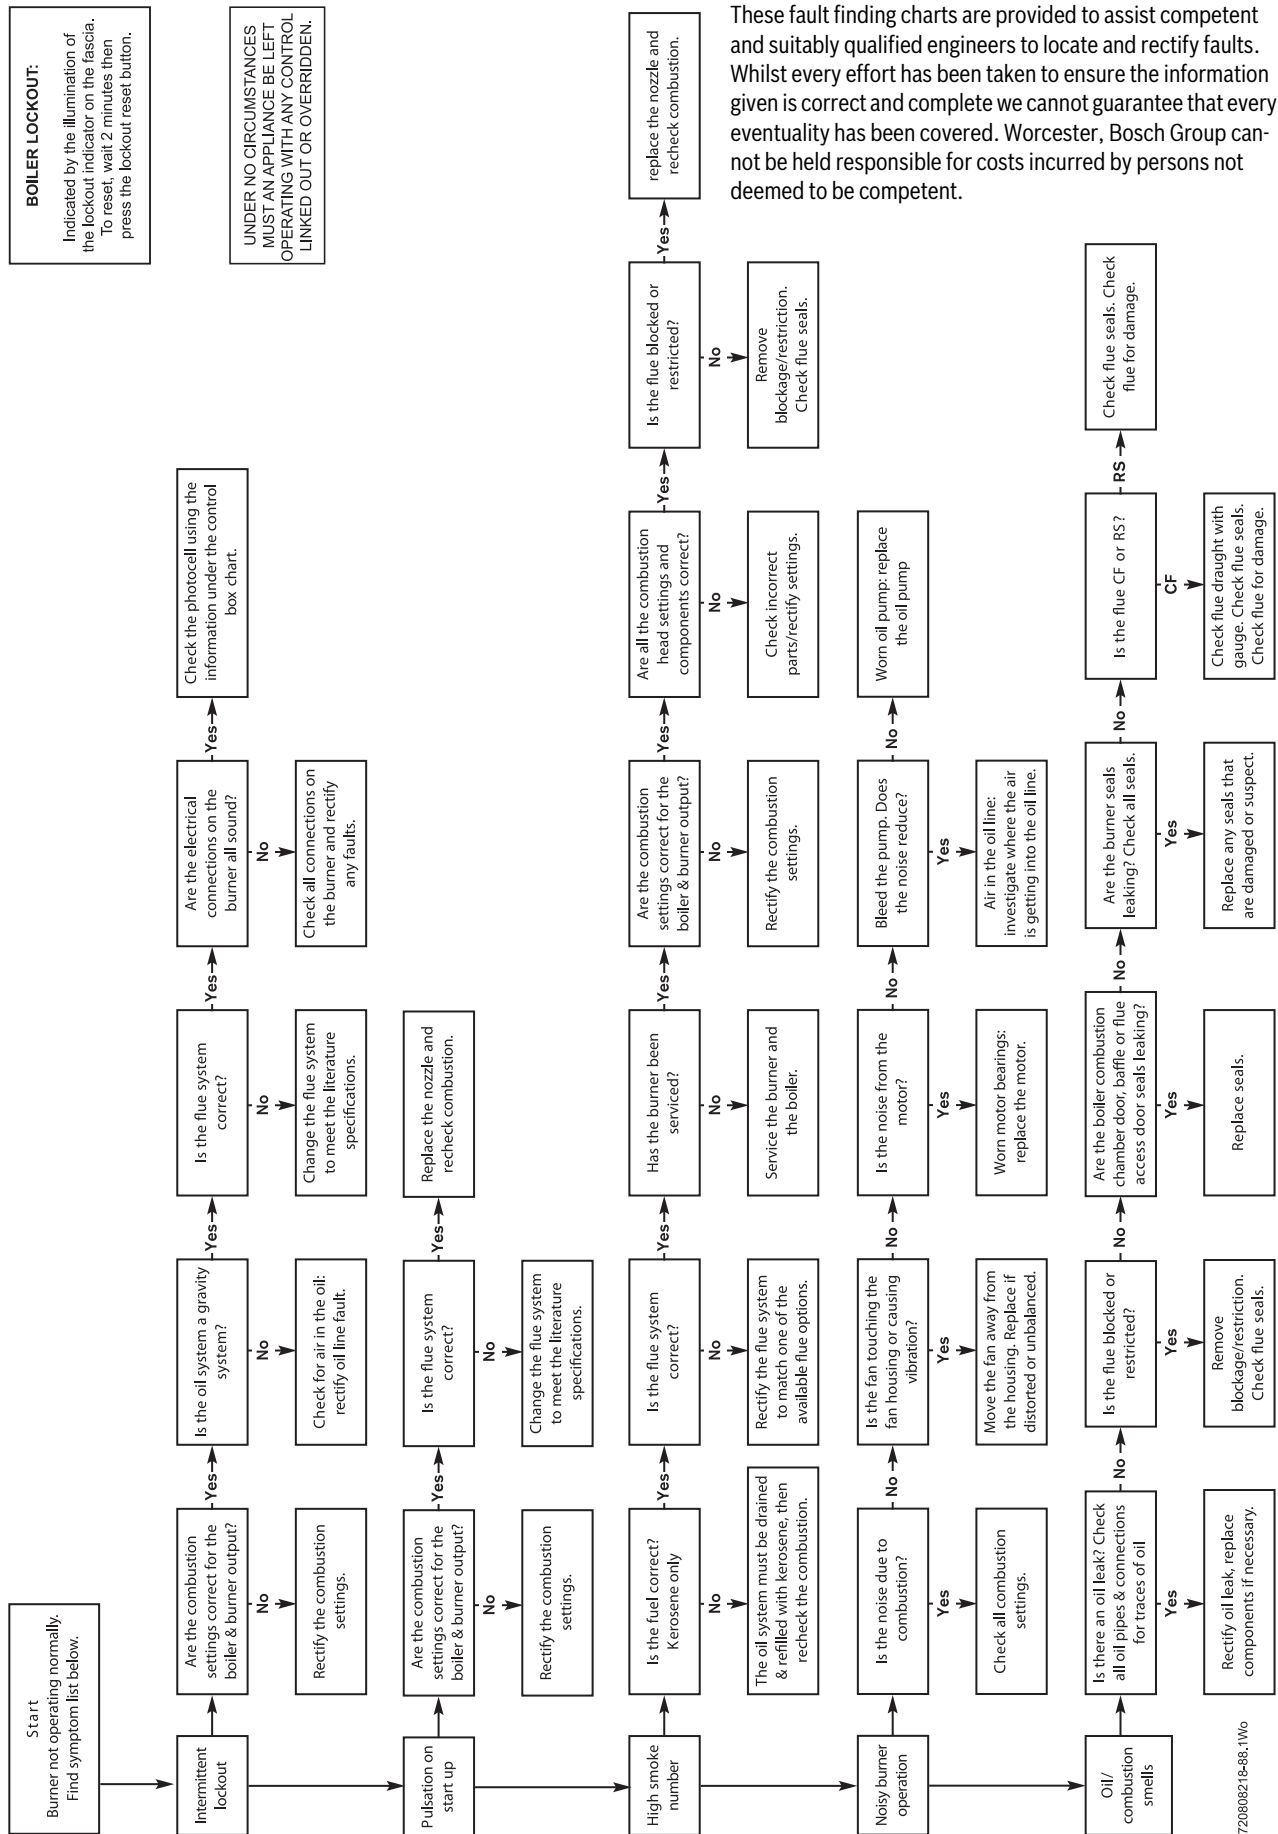 These fault finding charts are provided to assist competent
and suitably qualified engineers to locate and rectify faults.
Whilst every effort has been taken to ensure the information
given is correct and complete we cannot guarantee that every
eventuality has been covered. Worcester, Bosch Group can-
not be held responsible for costs incurred by persons not
deemed to be competent.
Start
Burner not operating normally.
Find symptom list below.
BOILER LOCKOUT:
Indicated by the illumination of
the lockout indicator on the fascia.
To reset, wait 2 minutes then
press the lockout reset button.
UNDER NO CIRCUMSTANCES
MUST AN APPLIANCE BE LEFT
OPERATING WITH ANY CONTROL
LINKED OUT OR OVERRIDDEN.
Intermittent
lockout
Are the combustion
settings correct for the
boiler & burner output?
Yes
Is the oil system a gravity
system?
Yes
Is the flue system
correct?
Yes
Are the electrical
connections on the
burner all sound?
Yes
Check the photocell using the
information under the control
box chart.
No
No
No
No
Rectify the combustion
settings.
Check for air in the oil:
rectify oil line fault.
Change the flue system
to meet the literature
specifications.
Check all connections on
the burner and rectify
any faults.
Pulsation on
start up
Are the combustion
settings correct for the
boiler & burner output?
Yes
Is the flue system
correct?
Yes
Replace the nozzle and
recheck combustion.
No
No
Rectify the combustion
settings.
Change the flue system
to meet the literature
specifications.
High smoke
number
Is the fuel correct?
Kerosene only
Yes
Is the flue system
correct?
Yes
Has the burner been
serviced?
Yes
Are the combustion
settings correct for the
boiler & burner output?
Yes
Are all the combustion
head settings and
components correct?
Yes
Is the flue blocked or
restricted?
Yes
replace the nozzle and
recheck combustion.
No
No
No
No
No
No
The oil system must be drained
& refilled with kerosene, then
recheck the combustion.
Rectify the flue system
to match one of the
available flue options.
Service the burner and
the boiler.
Rectify the combustion
settings.
Check incorrect
parts/rectify settings.
Remove
blockage/restriction.
Check flue seals.
Noisy burner
operation
Is the noise due to
combustion?
No
Is the fan touching the
fan housing or causing
vibration?
No
Is the noise from the
motor?
No
Bleed the pump. Does
the noise reduce?
No
Worn oil pump: replace
the oil pump
Yes
Yes
Yes
Yes
Check all combustion
settings.
Move the fan away from
the housing. Replace if
distorted or unbalanced.
Worn motor bearings:
replace the motor.
Air in the oil line:
investigate where the air
is getting into the oil line.
Oil/
combustion
smells
Is there an oil leak? Check
all oil pipes & connections
for traces of oil
No
Is the flue blocked or
restricted?
No
Are the boiler combustion
chamber door, baffle or flue
access door seals leaking?
No
Are the burner seals
leaking? Check all seals.
No
Is the flue CF or RS?
RS
Check flue seals. Check
flue for damage.
Yes
Yes
Yes
Yes
CF
Rectify oil leak, replace
components if necessary.
Remove
blockage/restriction.
Check flue seals.
Replace seals.
Replace any seals that
are damaged or suspect.
Check flue draught with
gauge. Check flue seals.
Check flue for damage.
720808218-88.1Wo